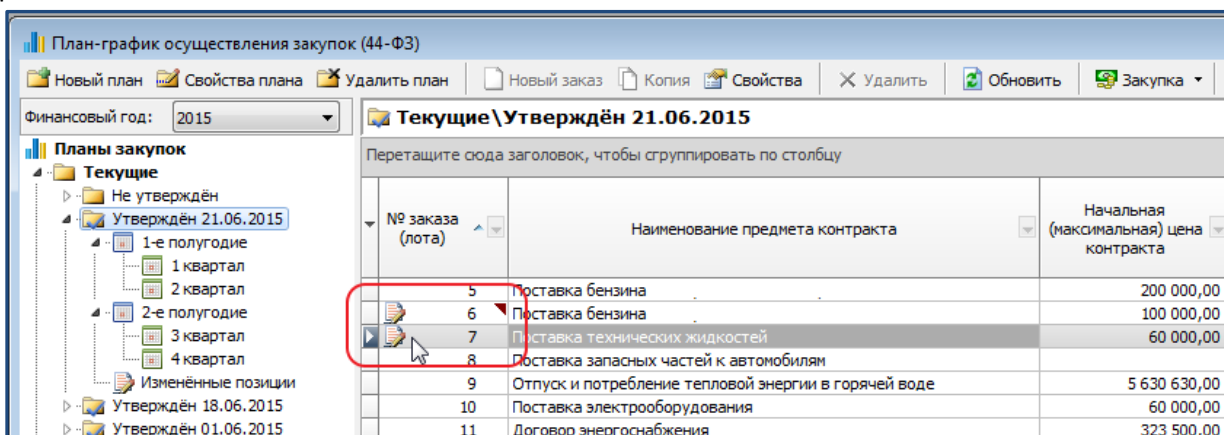 План-график осуществления закупок (44-ФЗ)
Новый план Свойства плана Удалить план Новый заказ Копия Свойства Удалить Обновить Закупка
Финансовый год: 2015
Текущие\Утверждён 21.06.2015
Планы закупок
Текущие
Не утверждён
Утверждён 21.06.2015
1-е полугодие
1 квартал
2 квартал
2-е полугодие
3 квартал
4 квартал
Изменённые позиции
Утверждён 18.06.2015
Утверждён 01.06.2015
Перетащите сюда заголовок, чтобы сгруппировать по столбцу
№ заказа
(лота)
Наименование предмета контракта
Начальная
(максимальная) цена
контракта
5 Поставка бензина 200 000,00
6 Поставка бензина 100 000,00
7 Поставка технических жидкостей 60 000,00
8 Поставка запасных частей к автомобилям
9 Отпуск и потребление тепловой энергии в горячей воде 5 630 630,00
10 Поставка электрооборудования 60 000,00
11 Договор энергоснабжения 323 500,00